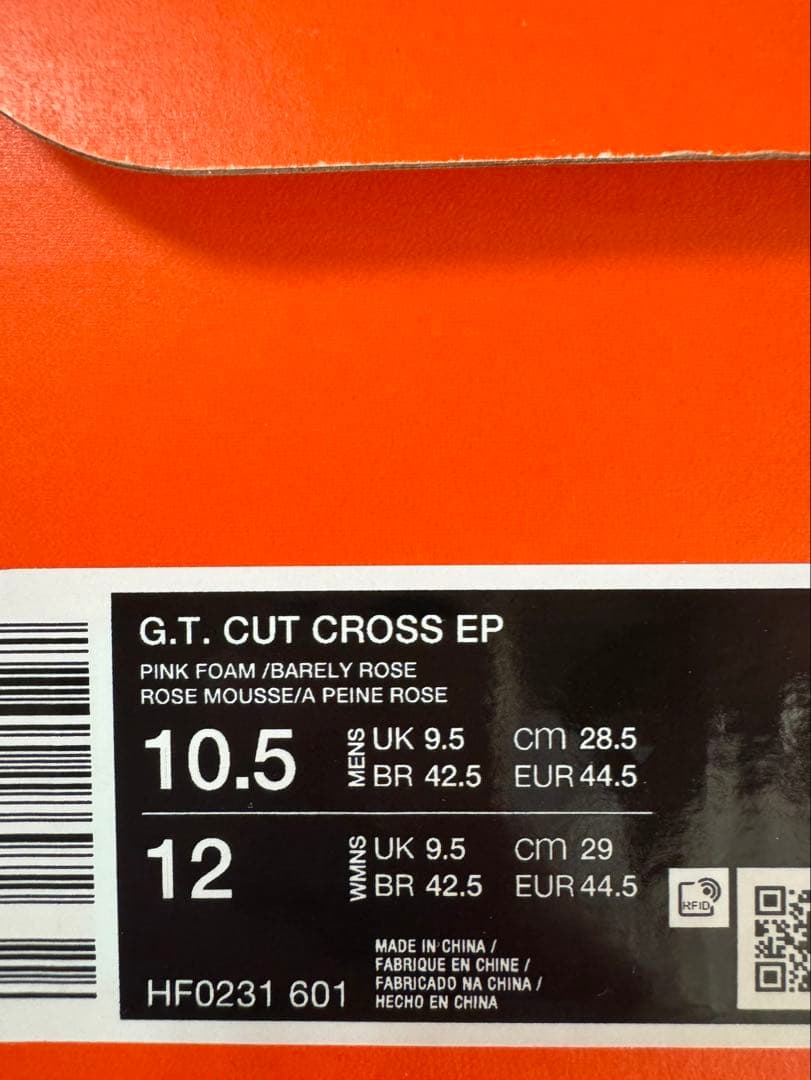 G.T. CUT CROSS EP
PINK FOAM /BARELY ROSE
ROSE MOUSSE/A PEINE ROSE
10.5 MENS UK 9.5 cm 28.5
BR 42.5 EUR 44.5
12 WMNS UK 9.5 cm 29
BR 42.5 EUR 44.5
RFID
MADE IN CHINA /
FABRIQUE EN CHINE /
FABRICADO NA CHINA /
HECHO EN CHINA
HF0231 601